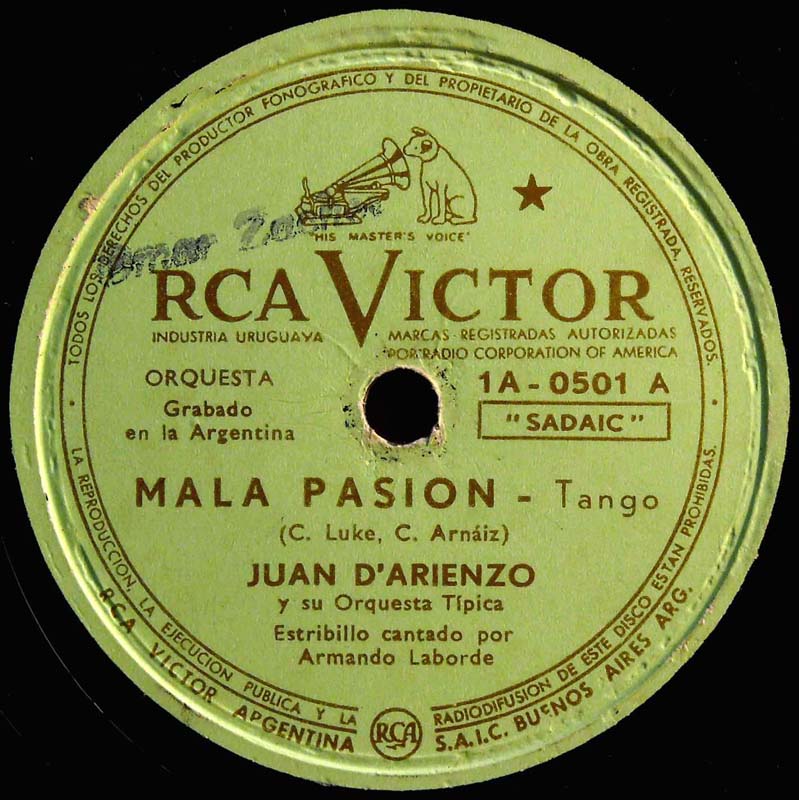 TODOS LOS DERECHOS DEL PRODUCTOR FONOGRAFICO Y DEL PROPIETARIO DE LA OBRA REGISTRADA, RESERVADOS.
"HIS MASTER'S VOICE"
RCA VICTOR
INDUSTRIA URUGUAYA
MARCAS REGISTRADAS AUTORIZADAS
POR RADIO CORPORATION OF AMERICA
ORQUESTA
1A-0501 A
Grabado
en la Argentina
"SADAIC"
MALA PASION - Tango
(C. Luke, C. Arnáiz)
JUAN D'ARIENZO
y su Orquesta Típica
Estribillo cantado por
Armando Laborde
LA REPRODUCCION, LA EJECUCION PUBLICA Y LA RADIODIFUSION DE ESTE DISCO ESTAN PROHIBIDAS.
RCA VICTOR ARGENTINA S.A.I.C. BUENOS AIRES ARG.
RCA